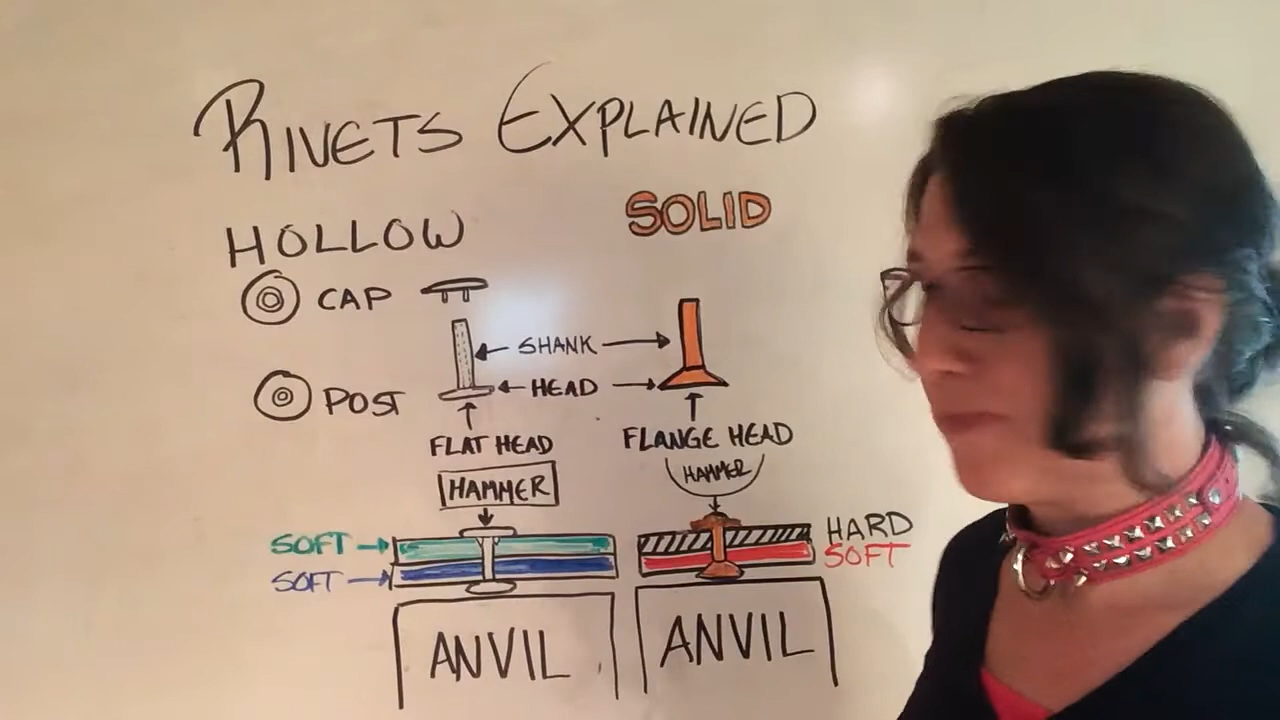 RIVETS EXPLAINED
HOLLOW
SOLID
CAP
SHANK
HEAD
POST
FLAT HEAD
FLANGE HEAD
HAMMER
HAMMER
SOFT
SOFT
HARD
SOFT
ANVIL
ANVIL